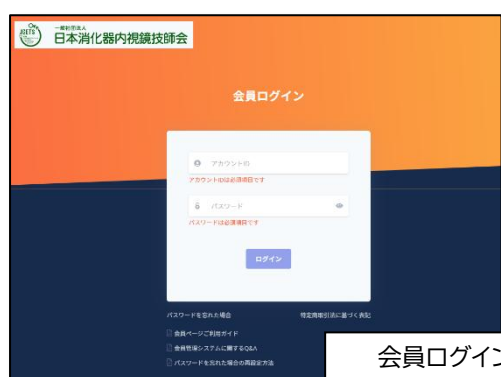 JGETS
一般社団法人
日本消化器内視鏡技師会
会員ログイン
アカウントID
アカウントIDは必須項目です
パスワード
パスワードは必須項目です
ログイン
パスワードを忘れた場合
特定商取引法に基づく表記
会員ページご利用ガイド
会員管理システムに関するQ&A
パスワードを忘れた場合の再設定方法
会員ログイン